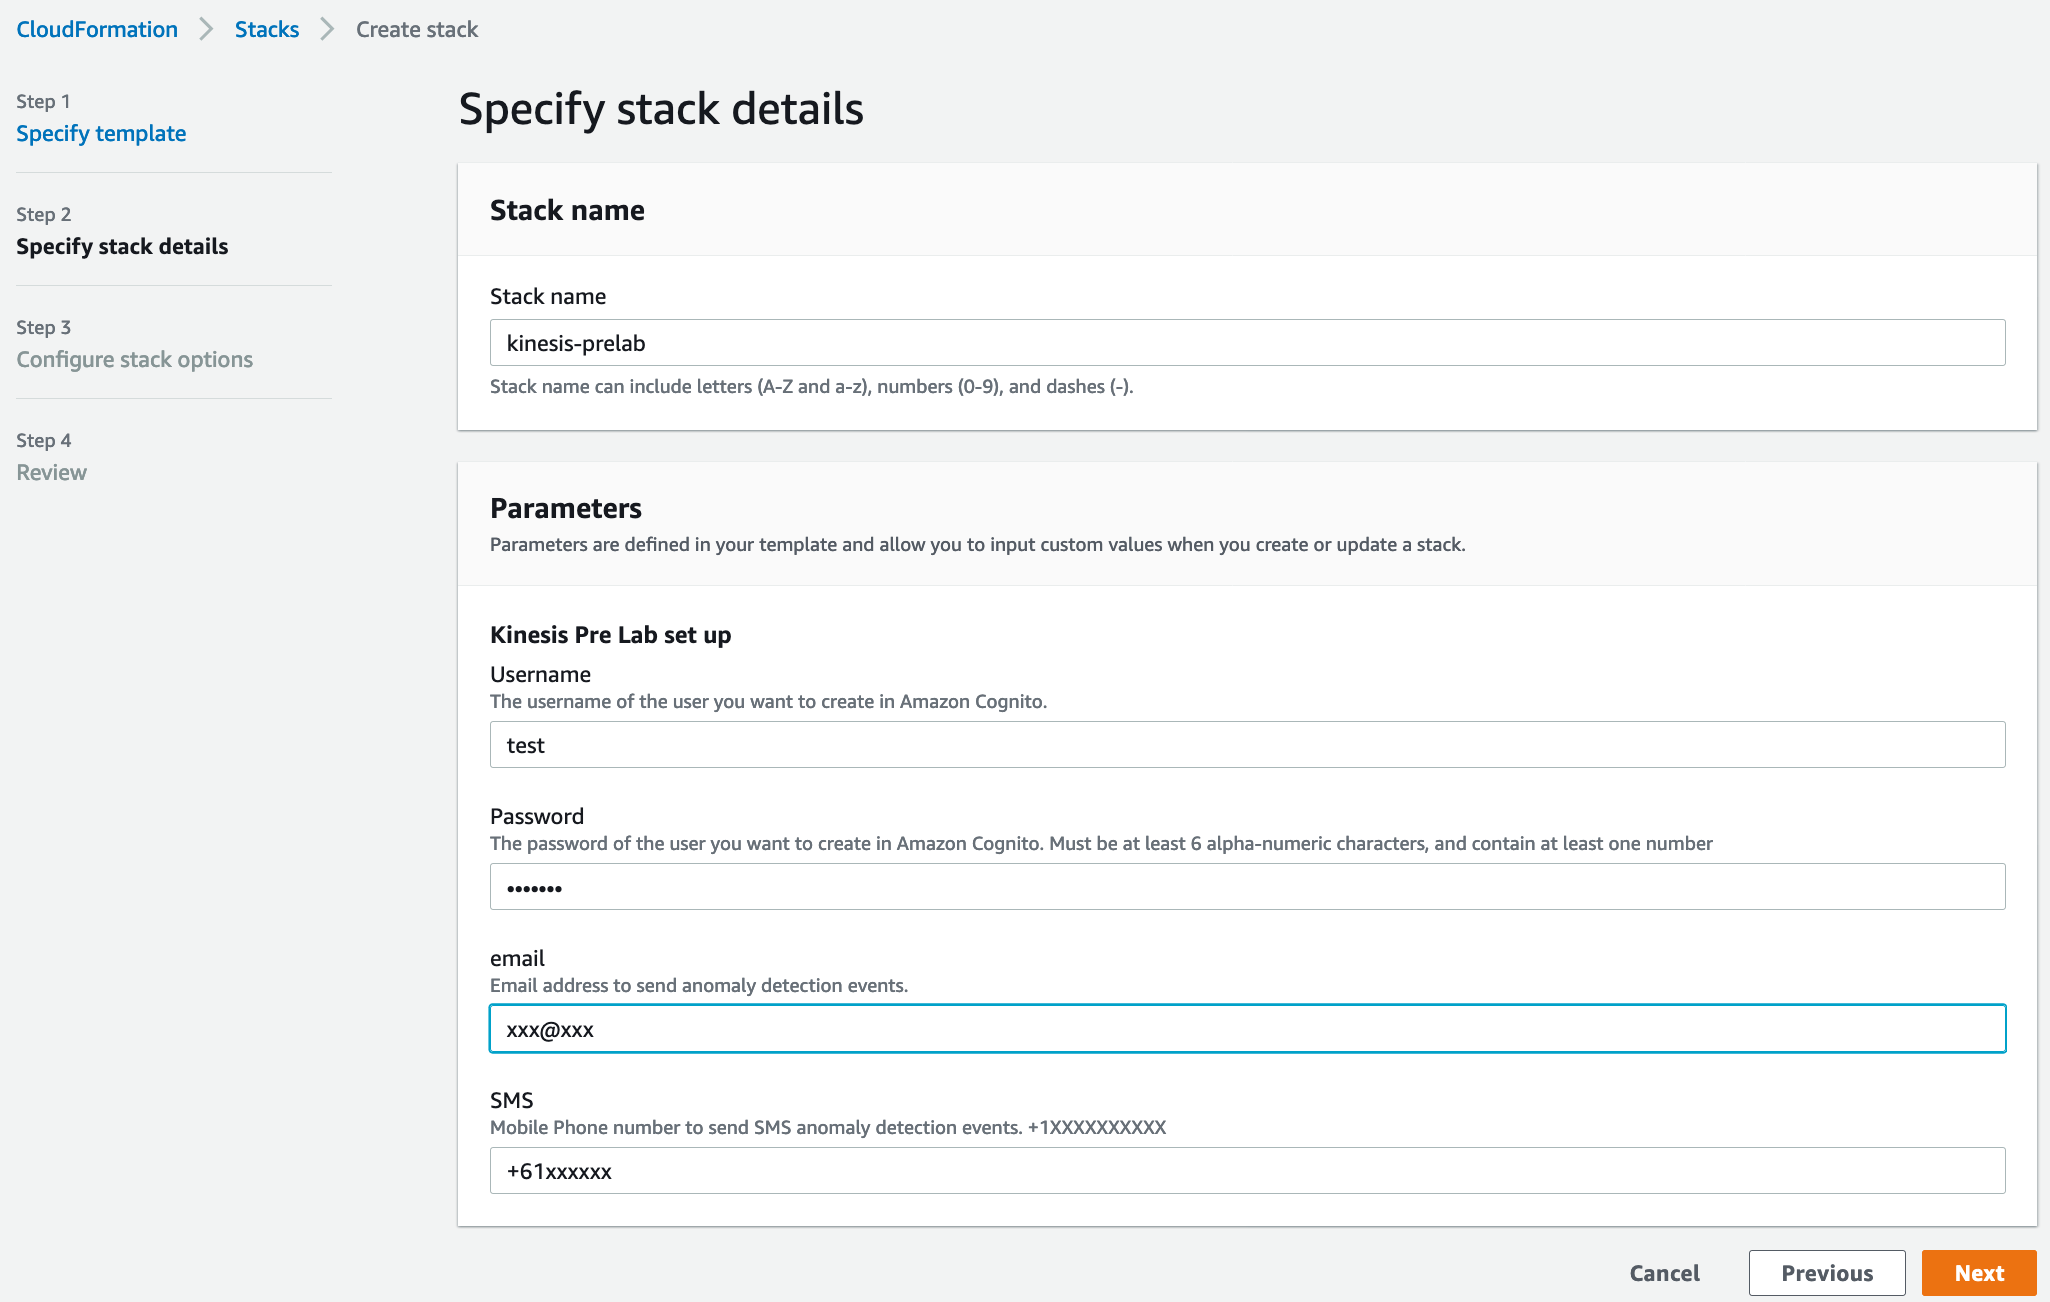 CloudFormation > Stacks > Create stack
Step 1
Specify template
Step 2
Specify stack details
Step 3
Configure stack options
Step 4
Review
Specify stack details
Stack name
Stack name
kinesis-prelab
Stack name can include letters (A-Z and a-z), numbers (0-9), and dashes (-).
Parameters
Parameters are defined in your template and allow you to input custom values when you create or update a stack.
Kinesis Pre Lab set up
Username
The username of the user you want to create in Amazon Cognito.
test
Password
The password of the user you want to create in Amazon Cognito. Must be at least 6 alpha-numeric characters, and contain at least one number
•••••••
email
Email address to send anomaly detection events.
xxx@xxx
SMS
Mobile Phone number to send SMS anomaly detection events. +1XXXXXXXXXX
+61xxxxxx
Cancel
Previous
Next